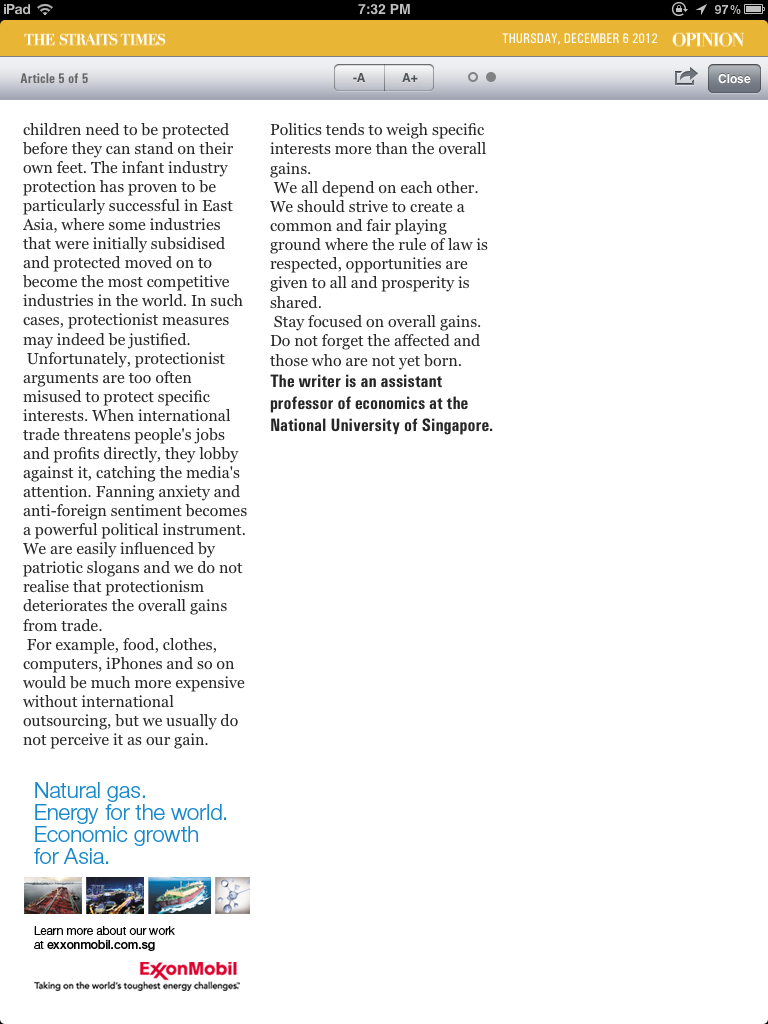 iPad
7:32 PM
97%
THE STRAITS TIMES
THURSDAY, DECEMBER 6 2012
OPINION
Article 5 of 5
-A
A+
Close
children need to be protected
before they can stand on their
own feet. The infant industry
protection has proven to be
particularly successful in East
Asia, where some industries
that were initially subsidised
and protected moved on to
become the most competitive
industries in the world. In such
cases, protectionist measures
may indeed be justified.
Unfortunately, protectionist
arguments are too often
misused to protect specific
interests. When international
trade threatens people's jobs
and profits directly, they lobby
against it, catching the media's
attention. Fanning anxiety and
anti-foreign sentiment becomes
a powerful political instrument.
We are easily influenced by
patriotic slogans and we do not
realise that protectionism
deteriorates the overall gains
from trade.
For example, food, clothes,
computers, iPhones and so on
would be much more expensive
without international
outsourcing, but we usually do
not perceive it as our gain.
Politics tends to weigh specific
interests more than the overall
gains.
We all depend on each other.
We should strive to create a
common and fair playing
ground where the rule of law is
respected, opportunities are
given to all and prosperity is
shared.
Stay focused on overall gains.
Do not forget the affected and
those who are not yet born.
The writer is an assistant
professor of economics at the
National University of Singapore.
Natural gas.
Energy for the world.
Economic growth
for Asia.
Learn more about our work
at exxonmobil.com.sg
ExxonMobil
Taking on the world's toughest energy challenges.™